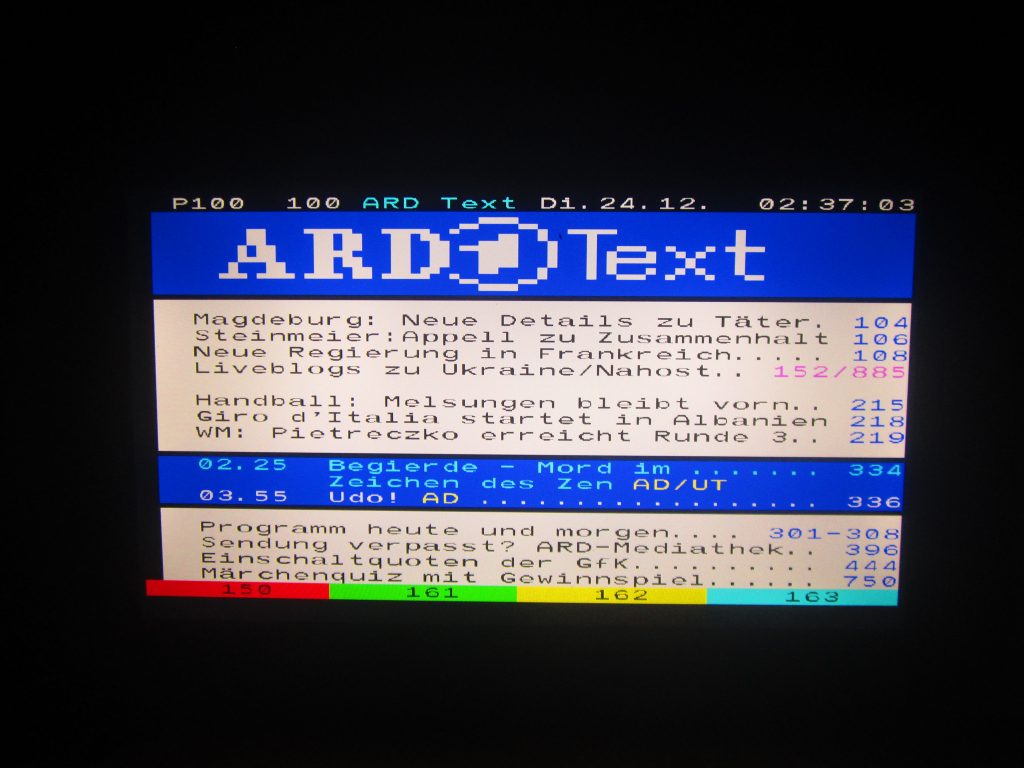 P100 100 ARD Text Di.24.12. 02:37:03
ARD 1 Text
Magdeburg: Neue Details zu Täter. 104
Steinmeier:Appell zu Zusammenhalt 106
Neue Regierung in Frankreich..... 108
Liveblogs zu Ukraine/Nahost.. 152/885
Handball: Melsungen bleibt vorn.. 215
Giro d'Italia startet in Albanien 218
WM: Pietreczko erreicht Runde 3.. 219
02.25 Begierde - Mord im ....... 334
Zeichen des Zen AD/UT
03.55 Udo! AD ................. 336
Programm heute und morgen.... 301-308
Sendung verpasst? ARD-Mediathek.. 396
Einschaltquoten der GfK.......... 444
Märchenquiz mit Gewinnspiel...... 750
150 161 162 163